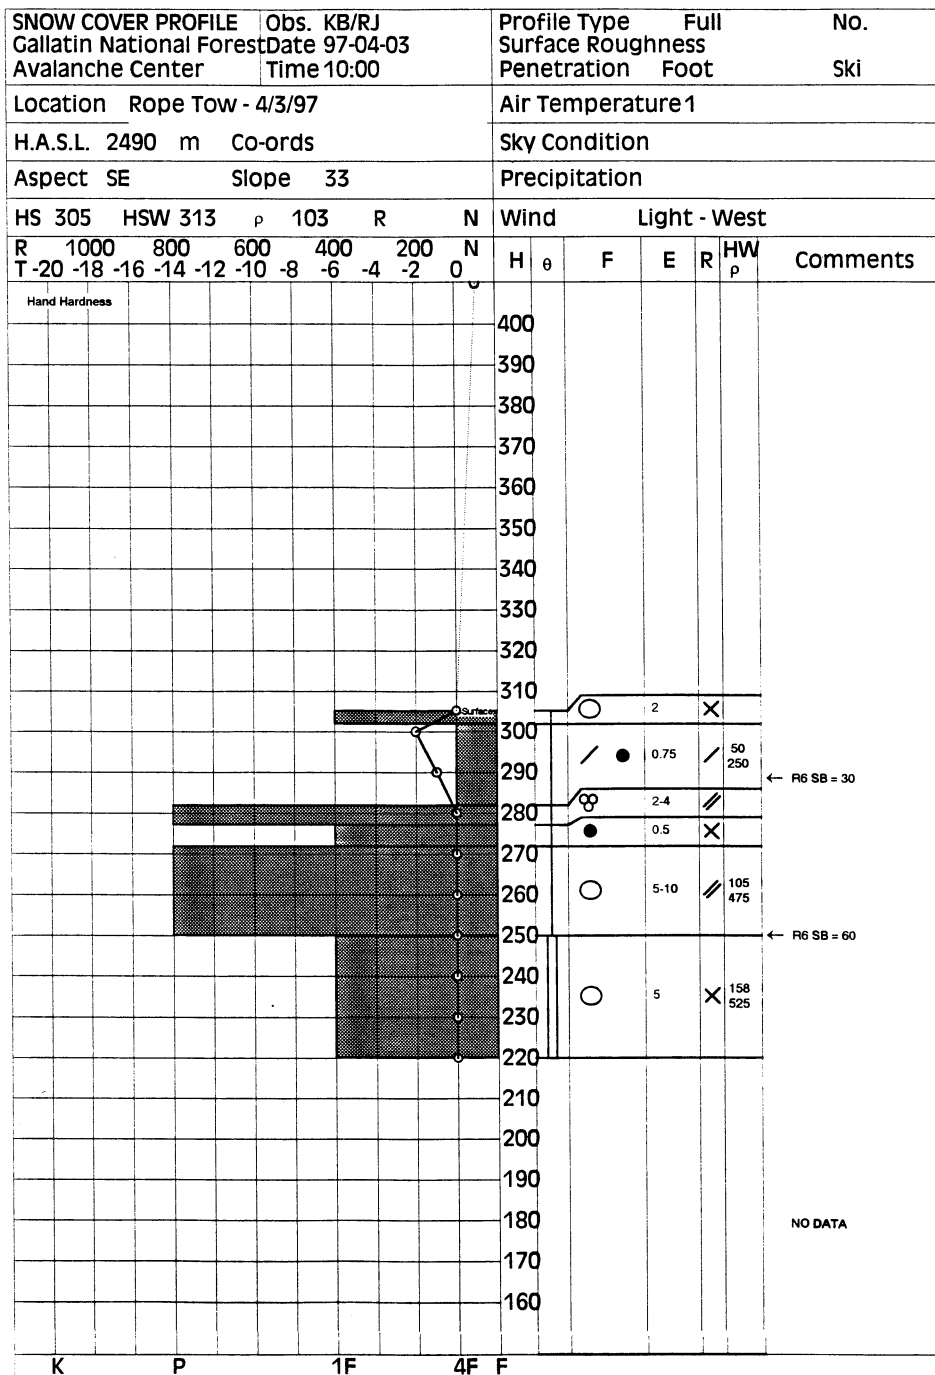 SNOW COVER PROFILE Obs. KB/RJ Profile Type Full No.
Gallatin National Forest Date 97-04-03 Surface Roughness
Avalanche Center Time 10:00 Penetration Foot Ski
Location Rope Tow - 4/3/97 Air Temperature 1
H.A.S.L. 2490 m Co-ords Sky Condition
Aspect SE Slope 33 Precipitation
HS 305 HSW 313 ρ 103 R N Wind Light - West
R 1000 800 600 400 200 N
T -20 -18 -16 -14 -12 -10 -8 -6 -4 -2 0
H θ F E R HW ρ Comments
Hand Hardness
400
390
380
370
360
350
340
330
320
310
Surface
2
300
0.75 50
250
290
R6 SB = 30
2-4
280
0.5
270
260 5-10 105
475
250 R6 SB = 60
240
5 158
525
230
220
210
200
190
180 NO DATA
170
160
K P 1F 4F F